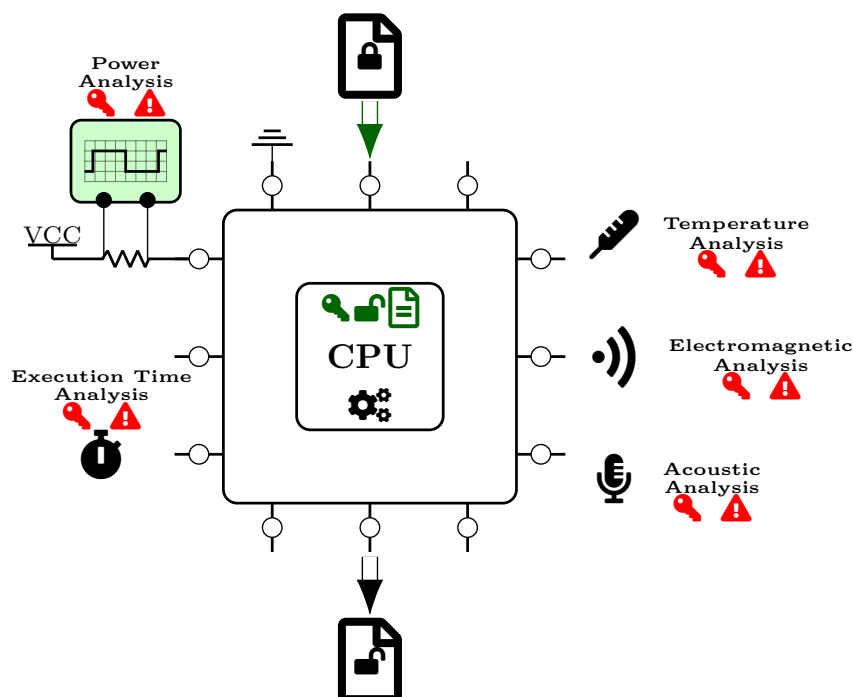 Power
Analysis
VCC
Temperature
Analysis
CPU
Electromagnetic
Analysis
Execution Time
Analysis
Acoustic
Analysis